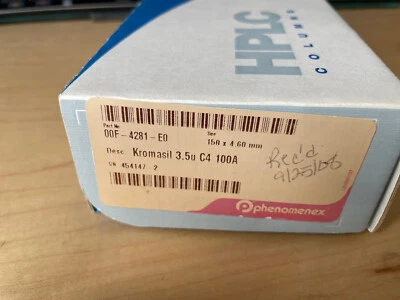 HPLC
COLUMNS
Part No Size
00F-4281-E0 150 x 4.60 mm
Desc. Kromasil 3.5u C4 100A
SN 454147-2
Rec'd
9/25/06
phenomenex